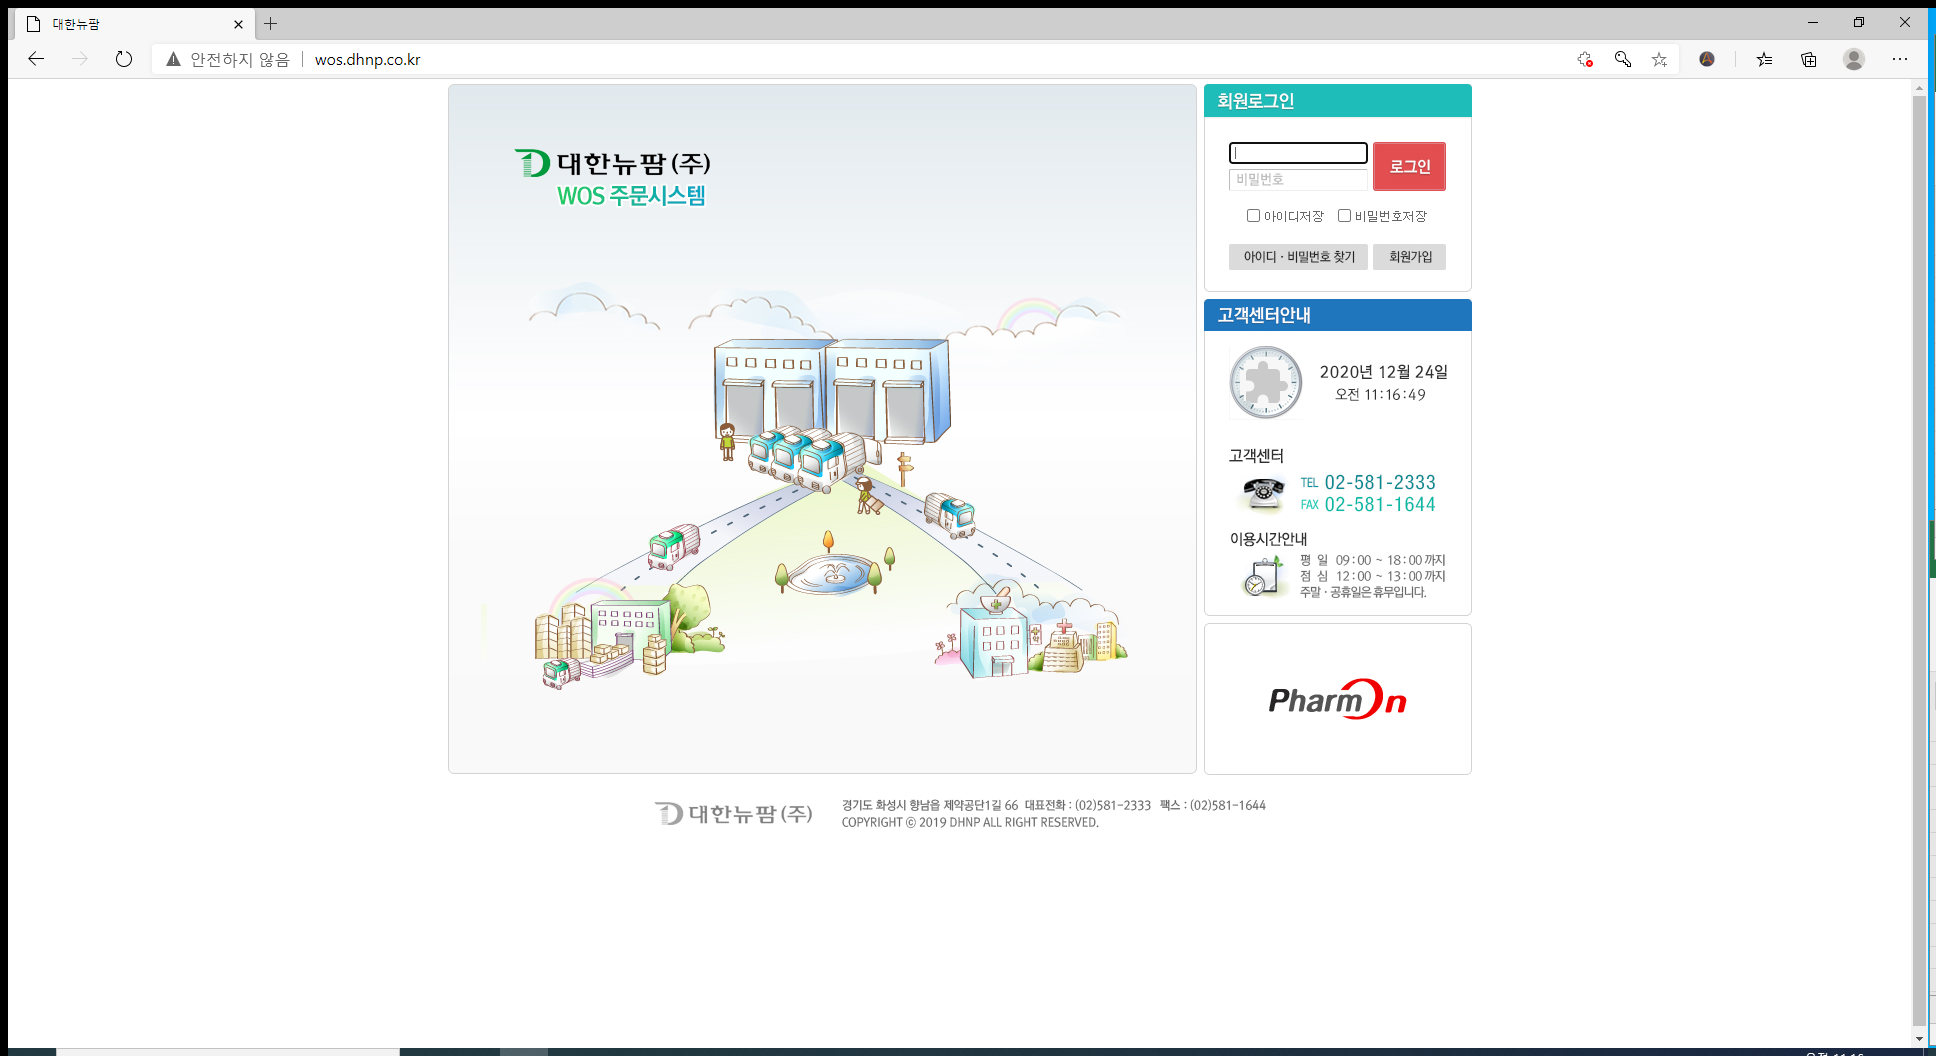 대한뉴팜
안전하지 않음
wos.dhnp.co.kr
대한뉴팜(주)
WOS 주문시스템
회원로그인
비밀번호
로그인
아이디저장 비밀번호저장
아이디 · 비밀번호 찾기 회원가입
고객센터안내
2020년 12월 24일
오전 11:16:49
고객센터
TEL 02-581-2333
FAX 02-581-1644
이용시간안내
평 일 09:00 ~ 18:00 까지
점 심 12:00 ~ 13:00 까지
주말 · 공휴일은 휴무입니다.
PharmOn
대한뉴팜(주)
경기도 화성시 향남읍 제약공단1길 66 대표전화 : (02)581-2333 팩스 : (02)581-1644
COPYRIGHT ⓒ 2019 DHNP ALL RIGHT RESERVED.